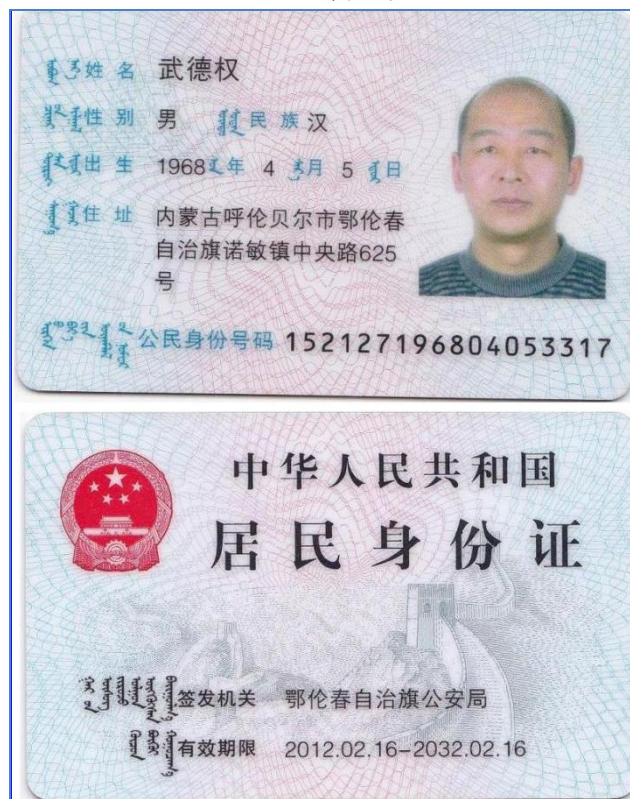 姓名 武德权
性别 男 民族 汉
出生 1968 年 4 月 5 日
住址 内蒙古呼伦贝尔市鄂伦春
自治旗诺敏镇中央路625
号
公民身份号码 152127196804053317
中华人民共和国
居民身份证
签发机关 鄂伦春自治旗公安局
有效期限 2012.02.16-2032.02.16